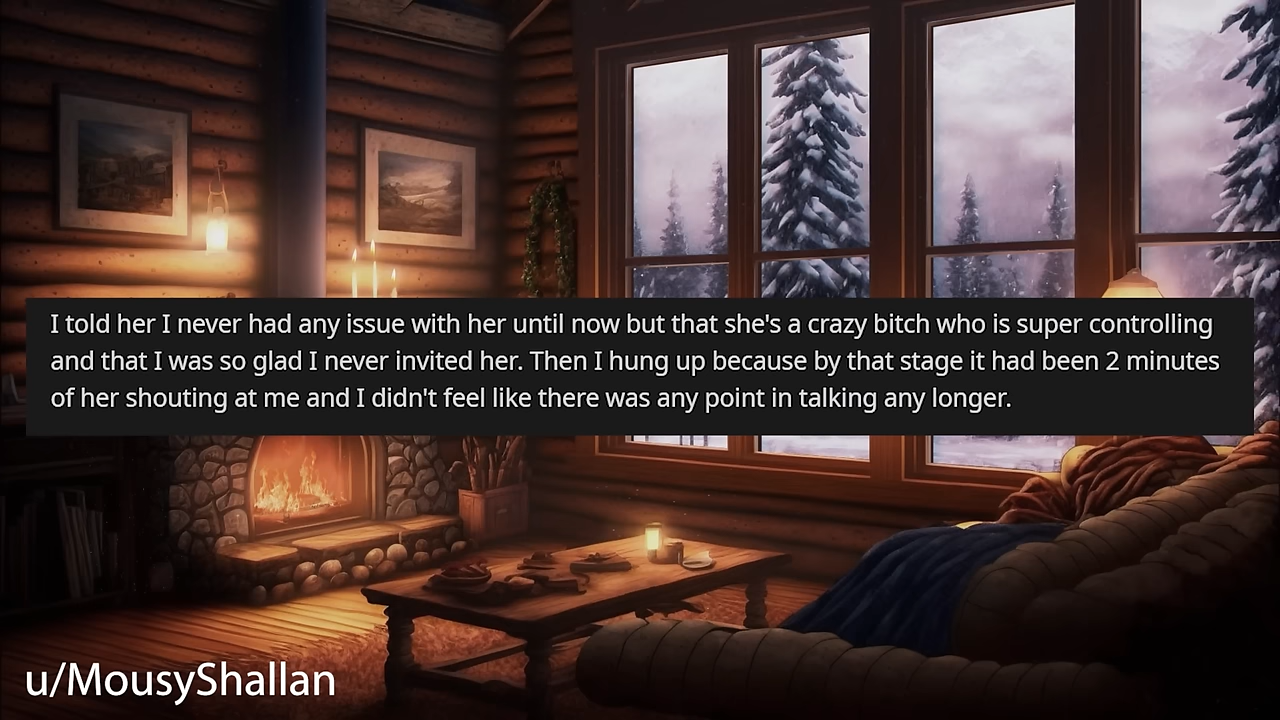 I told her I never had any issue with her until now but that she's a crazy bitch who is super controlling
and that I was so glad I never invited her. Then I hung up because by that stage it had been 2 minutes
of her shouting at me and I didn't feel like there was any point in talking any longer.
u/MousyShallan